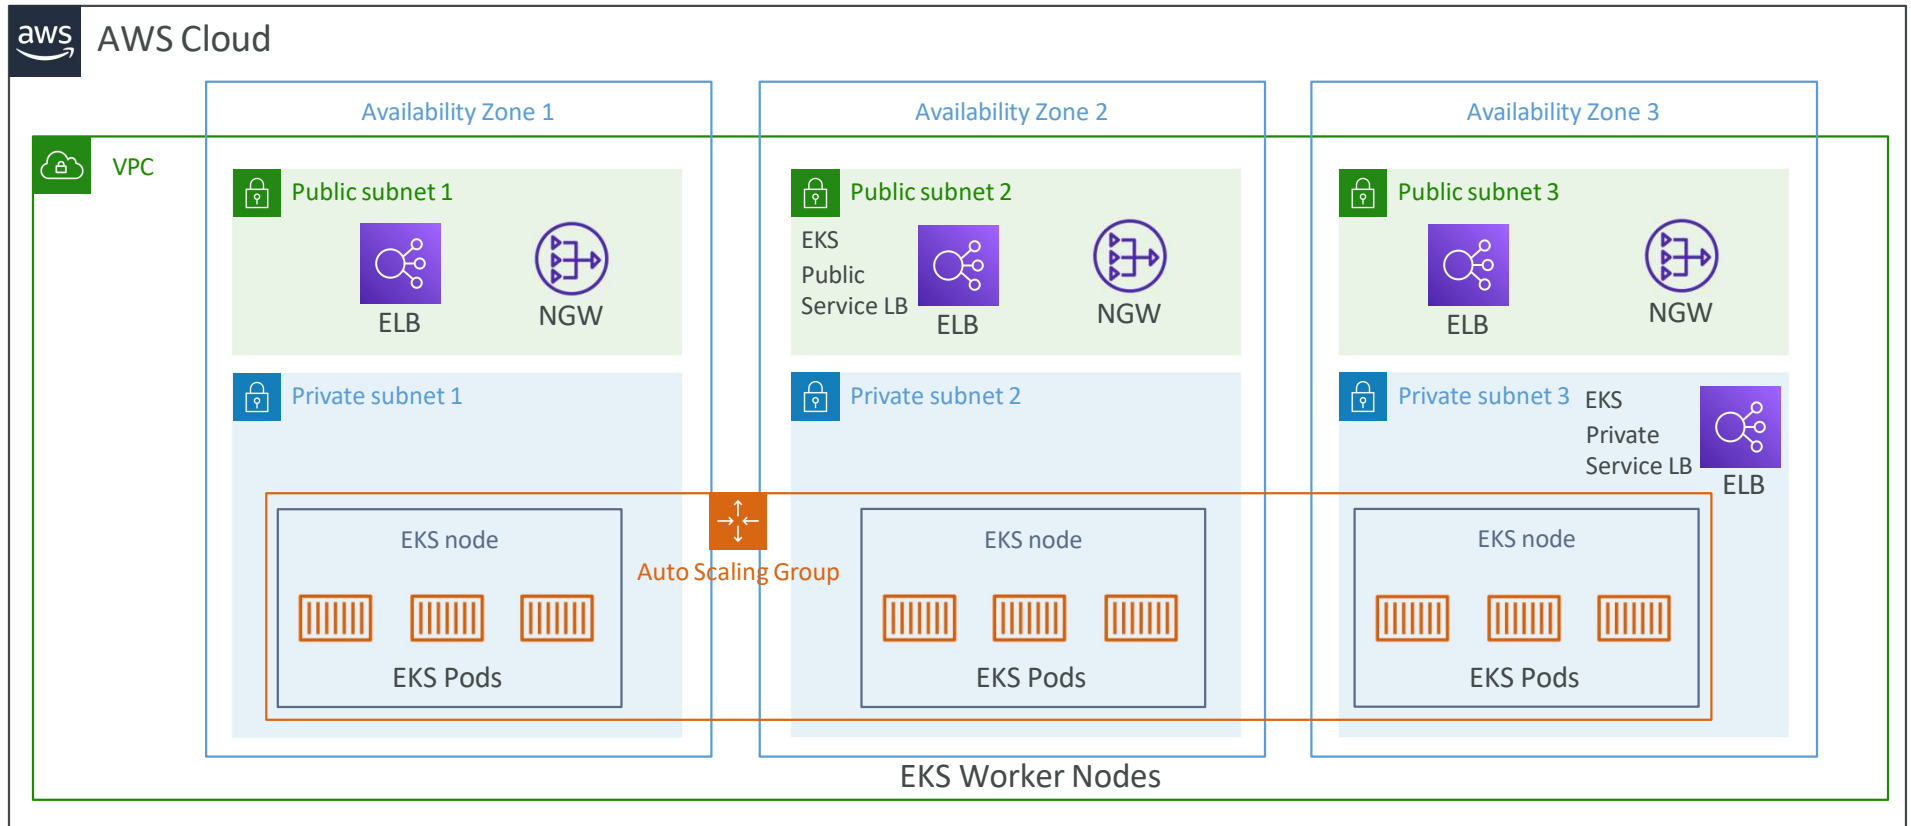 aws
AWS Cloud
Availability Zone 1
Availability Zone 2
Availability Zone 3
VPC
Public subnet 1
ELB
NGW
Public subnet 2
EKS
Public
Service LB
ELB
NGW
Public subnet 3
ELB
NGW
Private subnet 1
Private subnet 2
Private subnet 3
EKS
Private
Service LB
ELB
Auto Scaling Group
EKS node
EKS Pods
EKS node
EKS Pods
EKS node
EKS Pods
EKS Worker Nodes